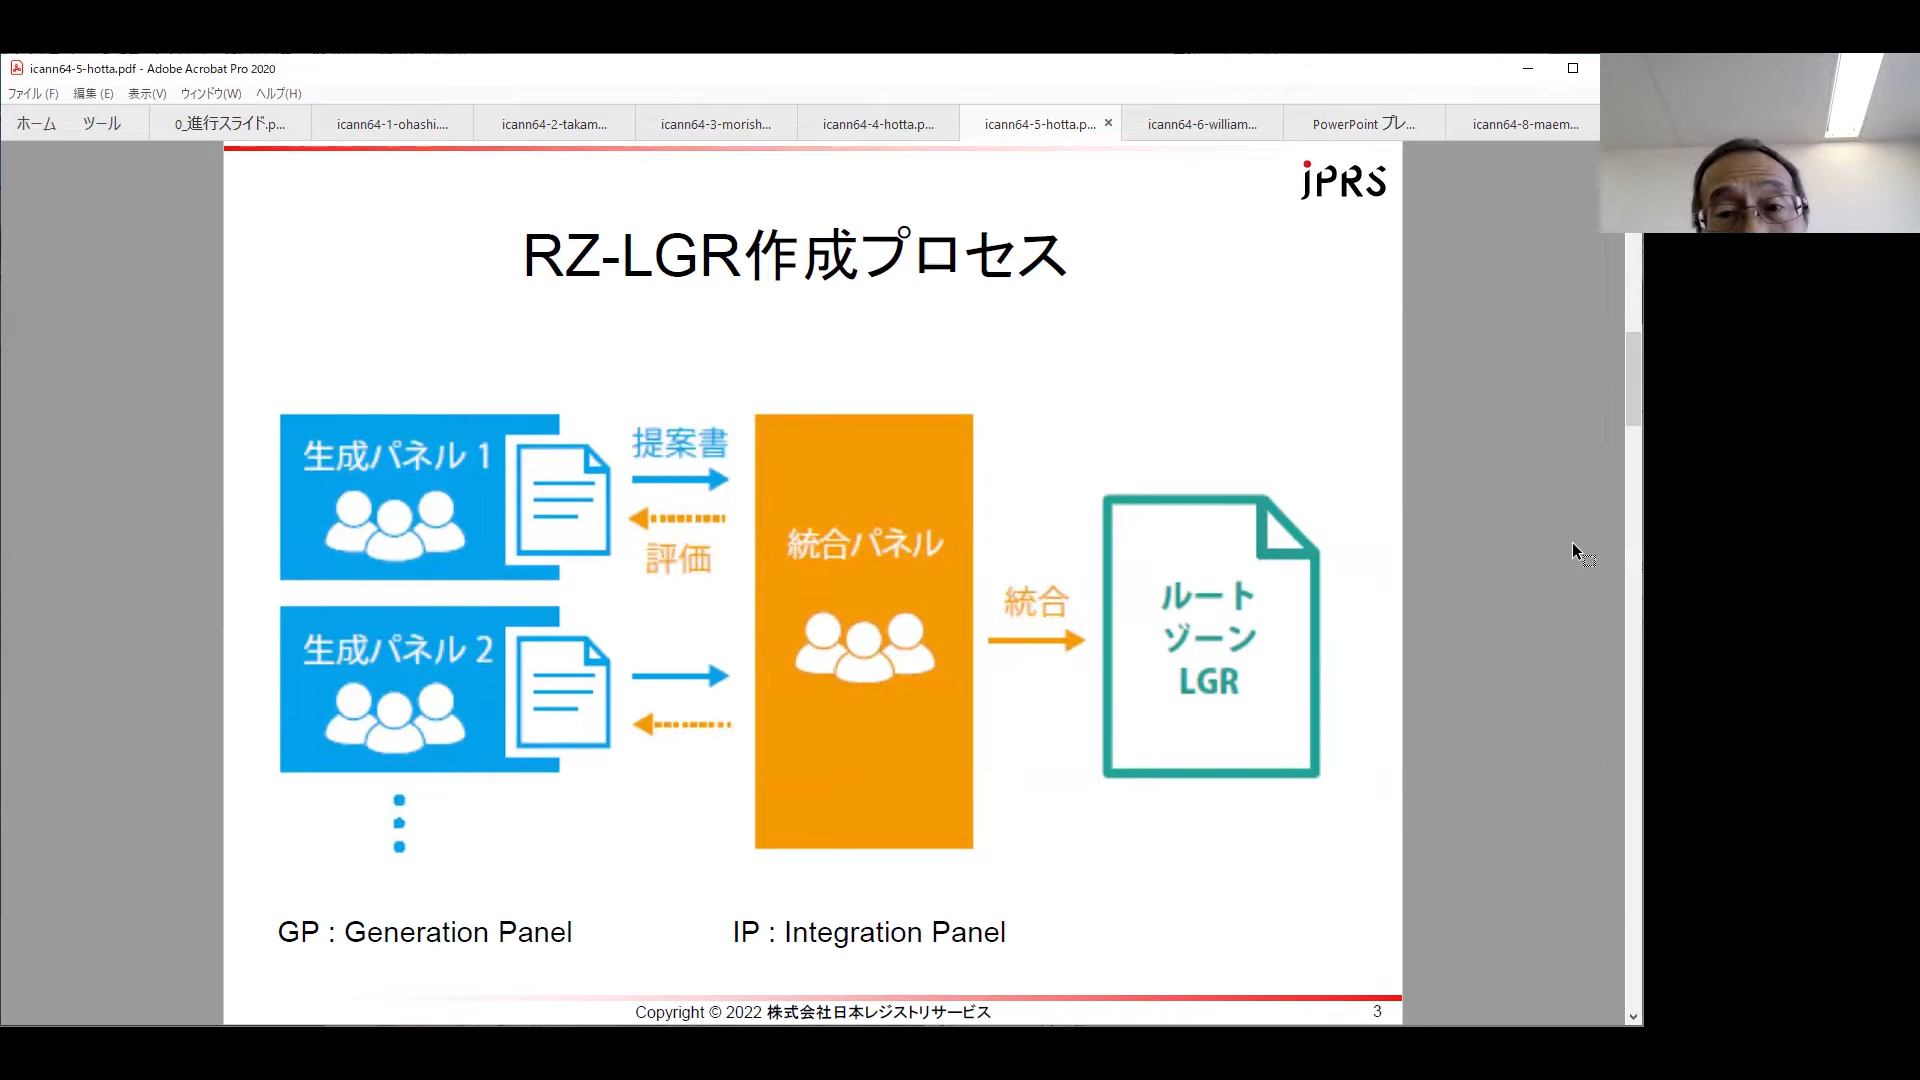 icann64-5-hotta.pdf - Adobe Acrobat Pro 2020
ファイル(F) 編集(E) 表示(V) ウィンドウ(W) ヘルプ(H)
ホーム ツール 0_進行スライド.p... icann64-1-ohashi.... icann64-2-takam... icann64-3-morish... icann64-4-hotta.p... icann64-5-hotta.p... × icann64-6-william... PowerPoint プレ... icann64-8-maem...
jPRS
RZ-LGR作成プロセス
生成パネル 1
提案書
評価
生成パネル 2
統合パネル
統合
ルート
ゾーン
LGR
GP : Generation Panel
IP : Integration Panel
Copyright © 2022 株式会社日本レジストリサービス
3